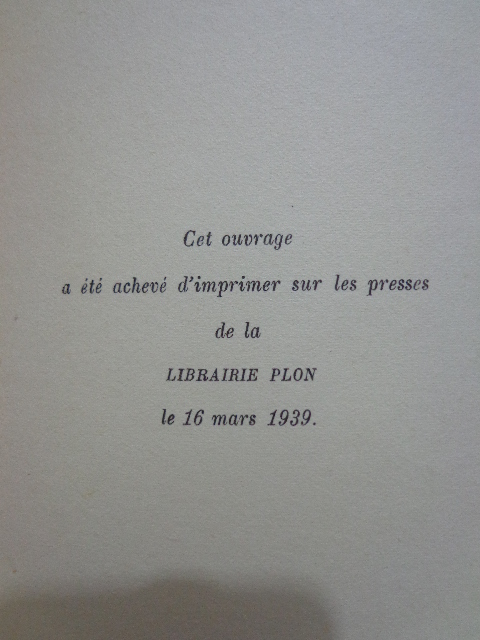 Cet ouvrage
a été achevé d'imprimer sur les presses
de la
LIBRAIRIE PLON
le 16 mars 1939.